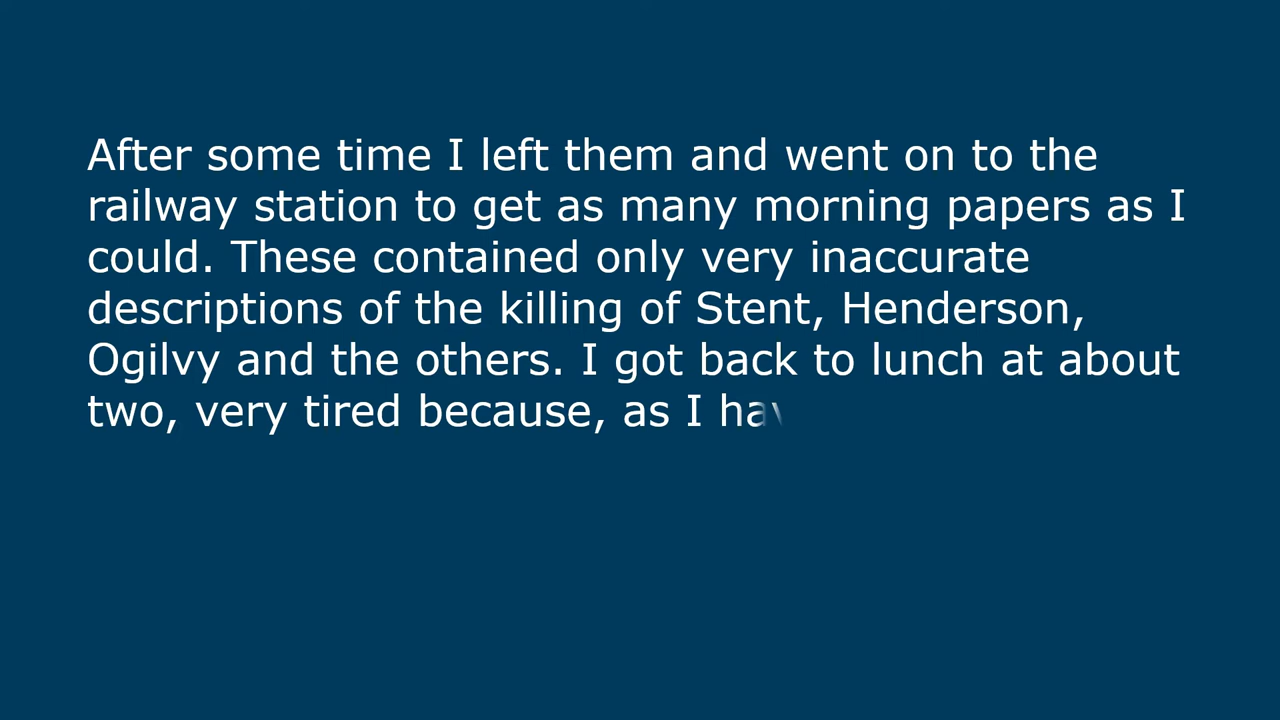 After some time I left them and went on to the
railway station to get as many morning papers as I
could. These contained only very inaccurate
descriptions of the killing of Stent, Henderson,
Ogilvy and the others. I got back to lunch at about
two, very tired because, as I